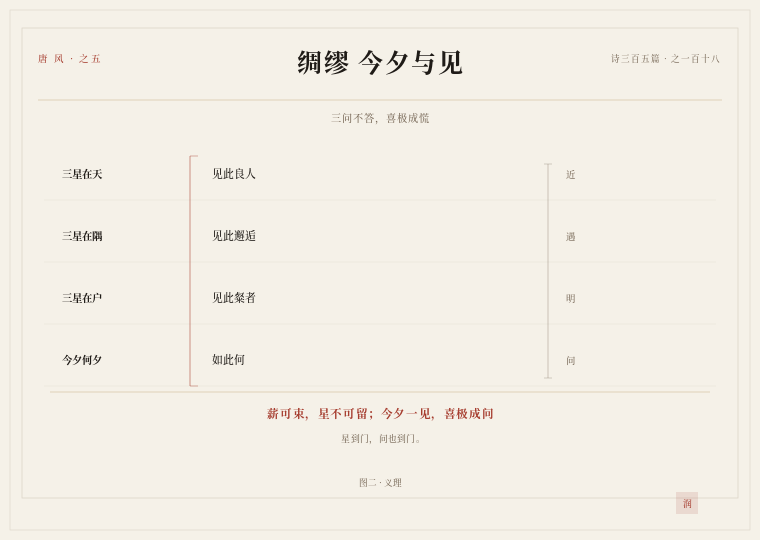 唐 风 · 之五
绸缪 今夕与见
诗三百五篇 · 之一百十八
三问不答，喜极成慌
三星在天 见此良人 近
三星在隅 见此邂逅 遇
三星在户 见此粲者 明
今夕何夕 如此何 问
薪可束，星不可留；今夕一见，喜极成问
星到门，问也到门。
图二 · 义理
润